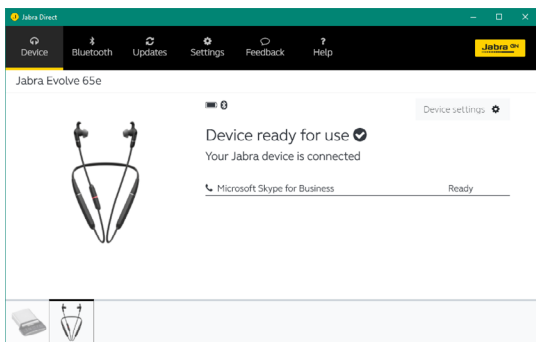 Jabra Direct
Device Bluetooth Updates Settings Feedback Help
Jabra GN
Jabra Evolve 65e
Device settings
Device ready for use
Your Jabra device is connected
Microsoft Skype for Business Ready